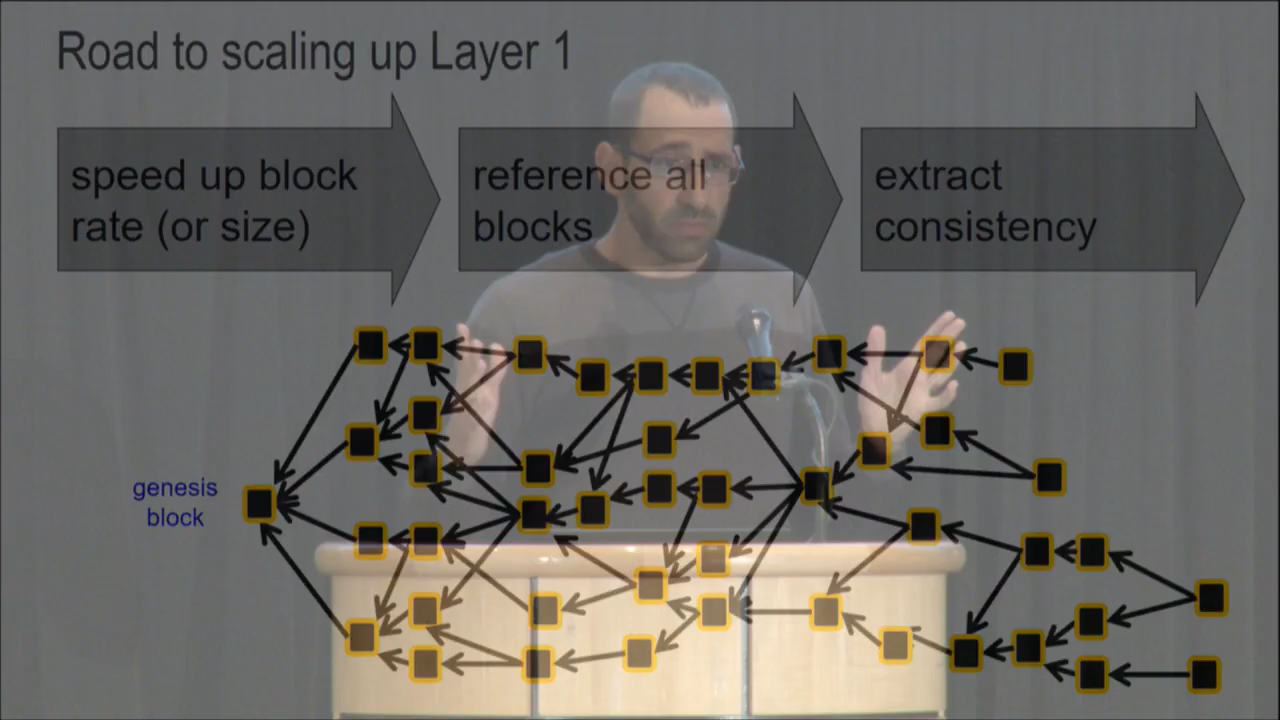 Road to scaling up Layer 1
speed up block
rate (or size)
reference all
blocks
extract
consistency
genesis
block